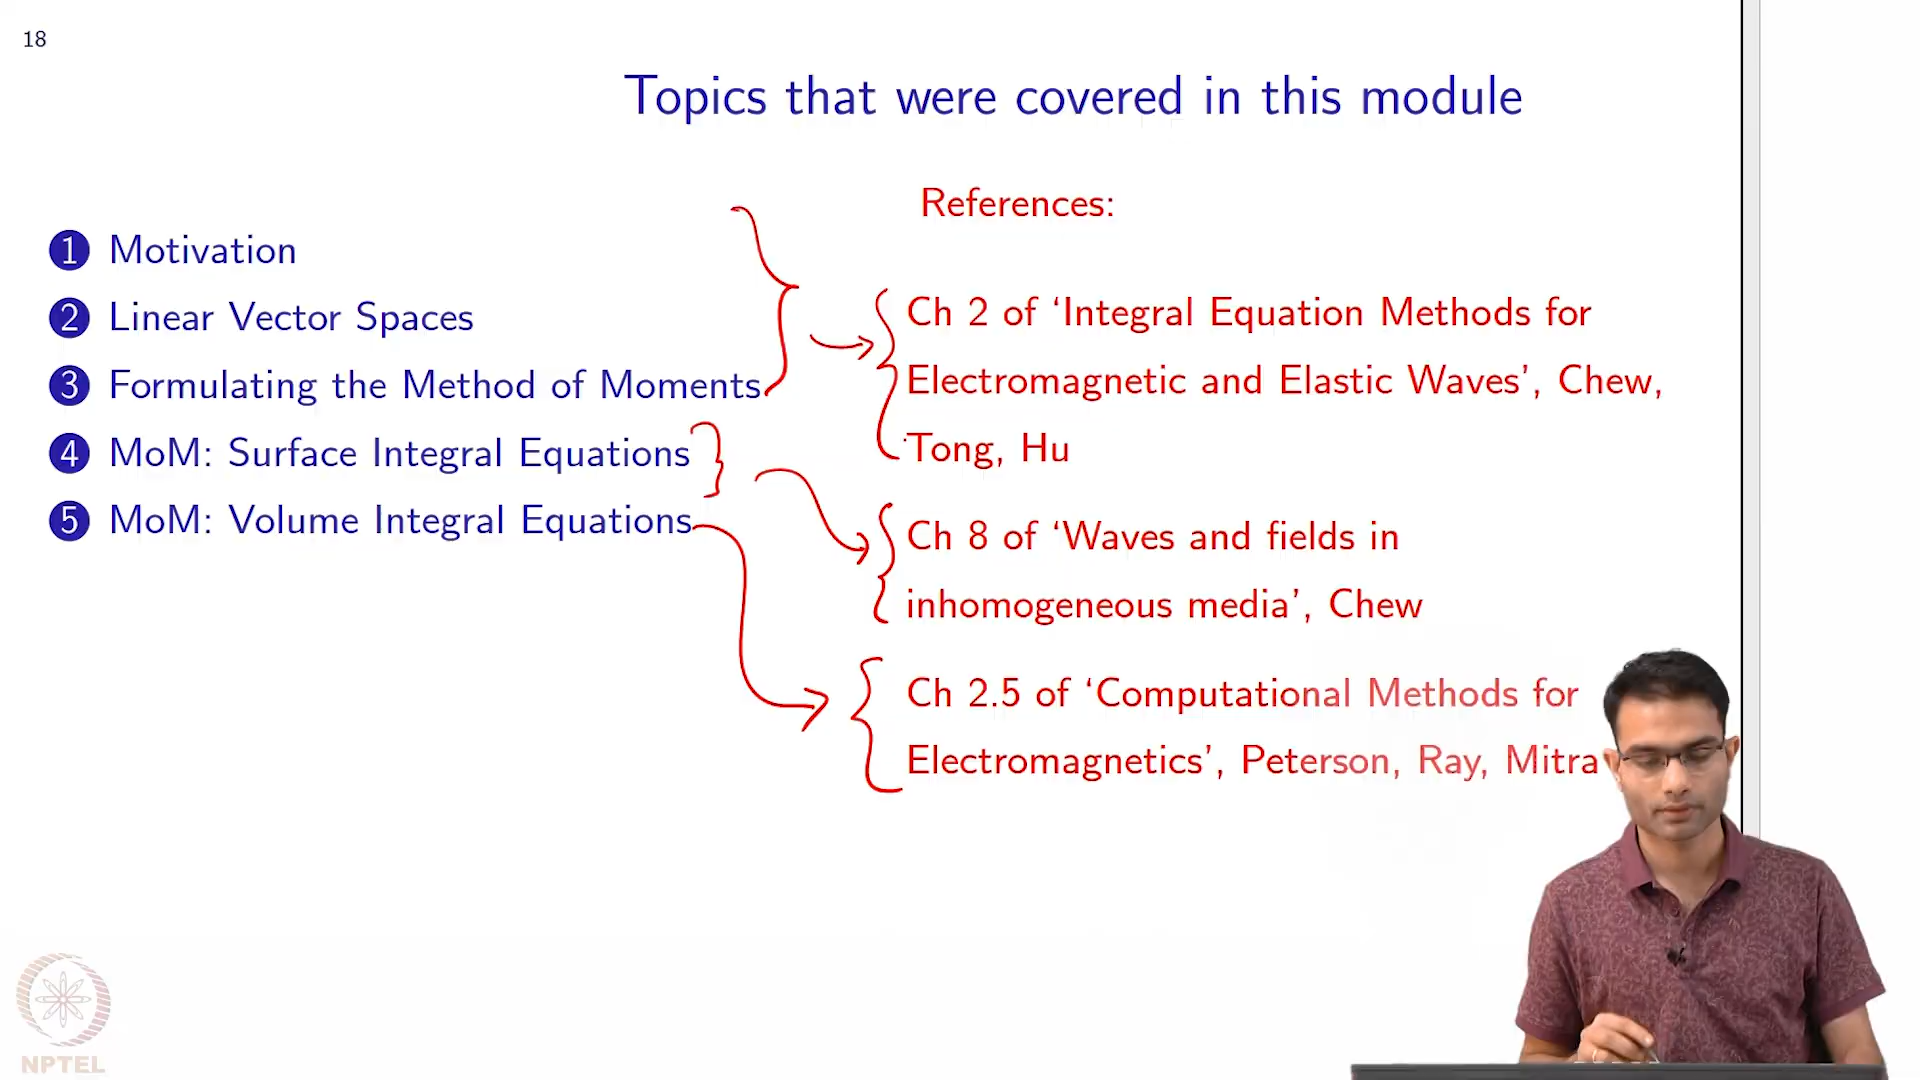 18
Topics that were covered in this module
1 Motivation
2 Linear Vector Spaces
3 Formulating the Method of Moments
4 MoM: Surface Integral Equations
5 MoM: Volume Integral Equations
References:
Ch 2 of ‘Integral Equation Methods for
Electromagnetic and Elastic Waves’, Chew,
Tong, Hu
Ch 8 of ‘Waves and fields in
inhomogeneous media’, Chew
Ch 2.5 of ‘Computational Methods for
Electromagnetics’, Peterson, Ray, Mitra
NPTEL